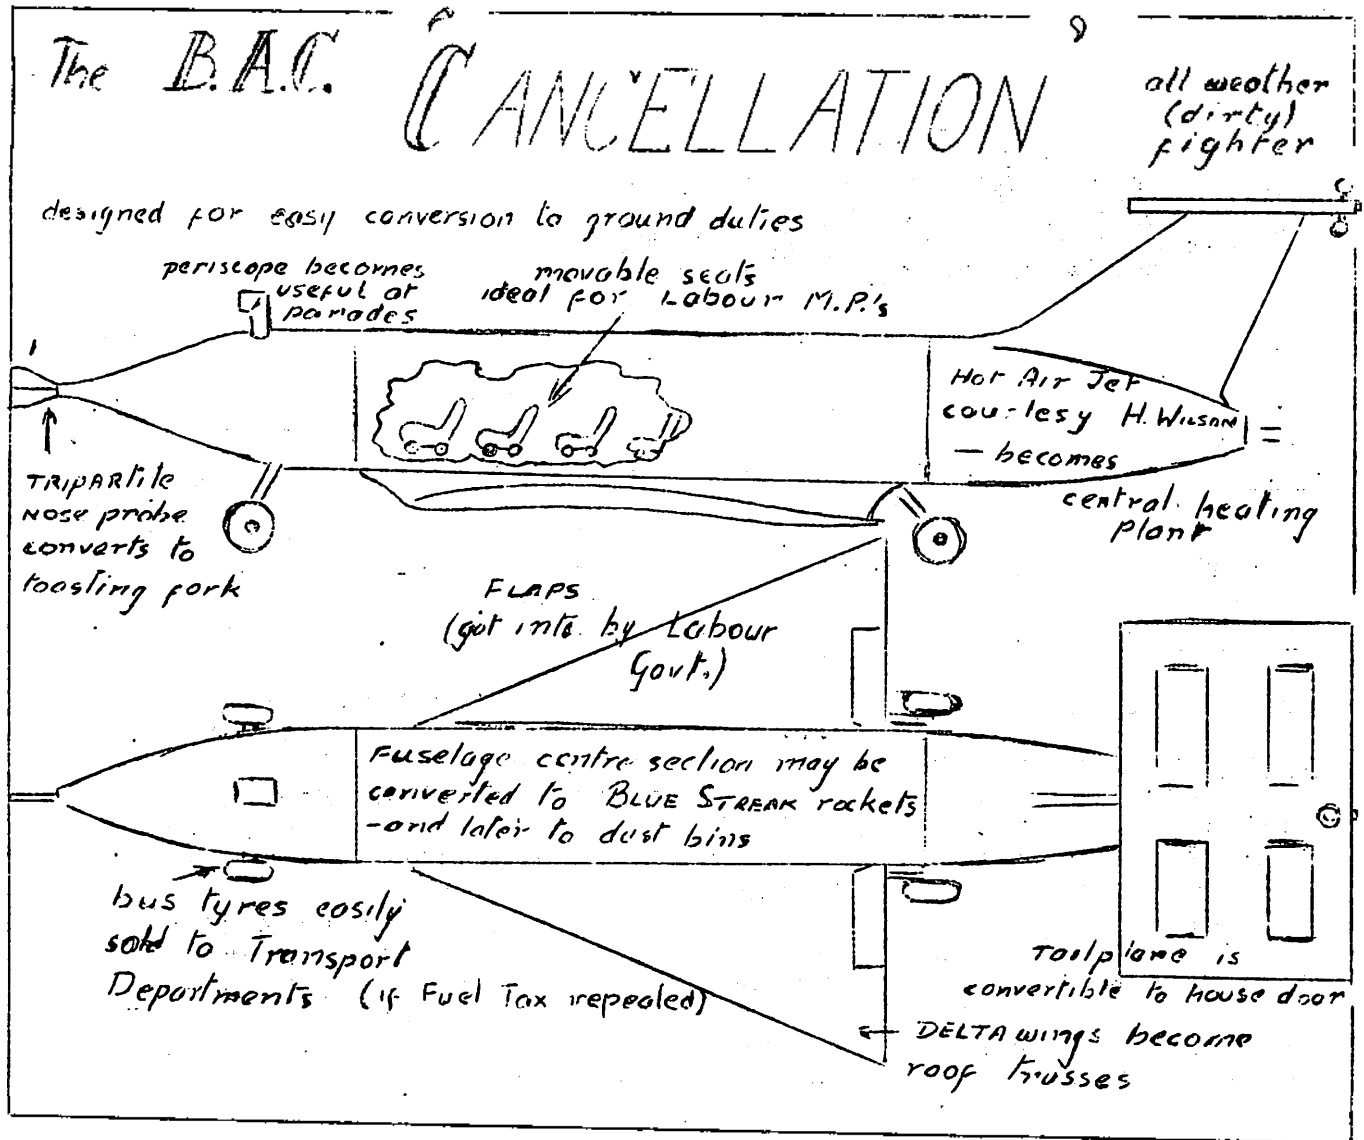 The B.A.C. 'CANCELLATION'
all weather
(dirty)
fighter
designed for easy conversion to ground duties
periscope becomes
useful at
parades
movable seats
ideal for Labour M.P.'s
Hot Air Jet
courtesy H. WILSON
— becomes
central heating
plant
TRIPARTITE
NOSE probe
converts to
toasting fork
FLAPS
(got into by Labour
Govt.)
Fuselage centre section may be
converted to BLUE STREAK rockets
- and later to dust bins
bus tyres easily
sold to Transport
Departments (if Fuel Tax repealed)
Tailplane is
convertible to house door
DELTA wings become
roof trusses